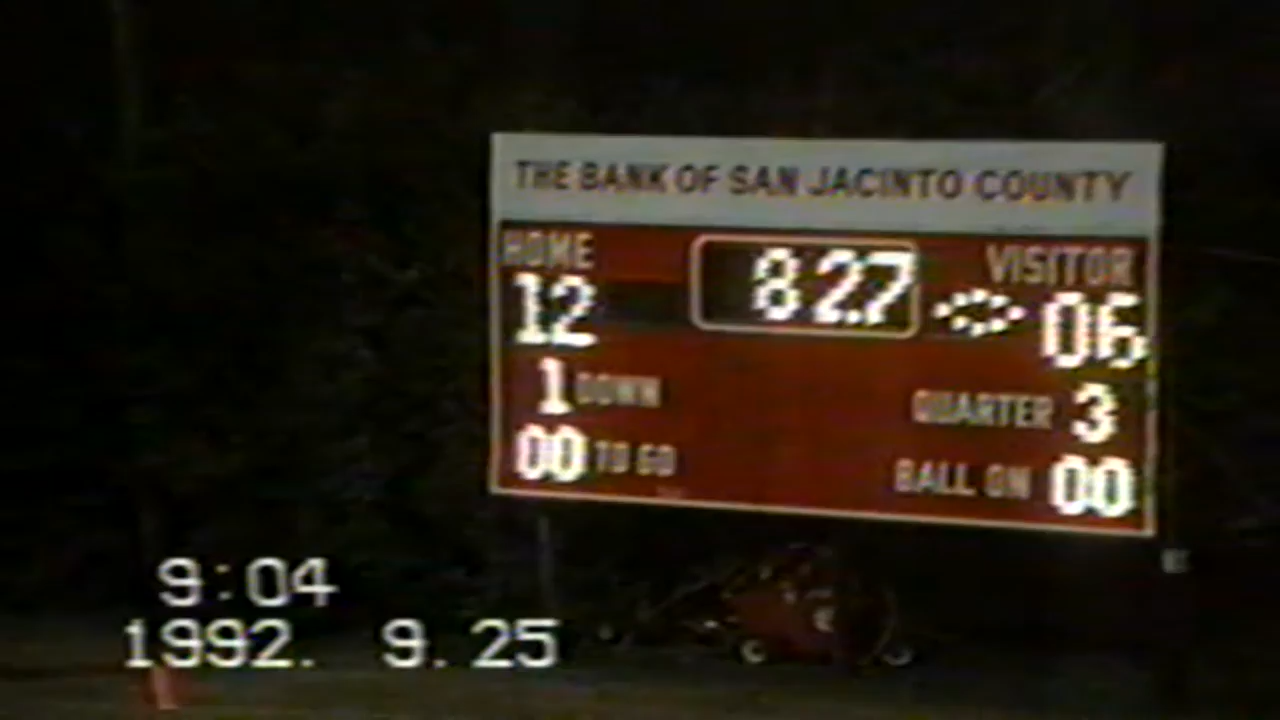 THE BANK OF SAN JACINTO COUNTY
HOME 8 27 VISITOR
12 06
1 DOWN QUARTER 3
00 TO GO BALL ON 00
9:04
1992. 9.25